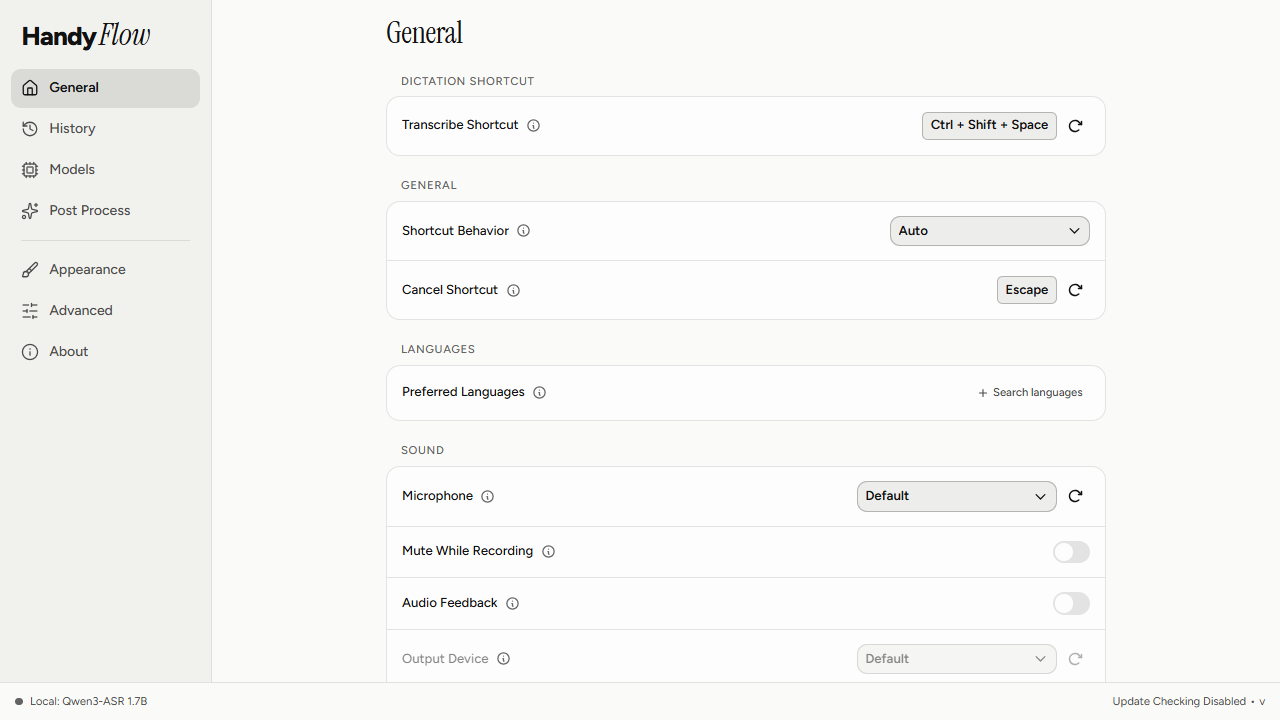 Handy Flow
General
History
Models
Post Process
Appearance
Advanced
About
General
DICTATION SHORTCUT
Transcribe Shortcut
Ctrl + Shift + Space
GENERAL
Shortcut Behavior
Auto
Cancel Shortcut
Escape
LANGUAGES
Preferred Languages
+ Search languages
SOUND
Microphone
Default
Mute While Recording
Audio Feedback
Output Device
Default
Local: Qwen3-ASR 1.7B
Update Checking Disabled • v